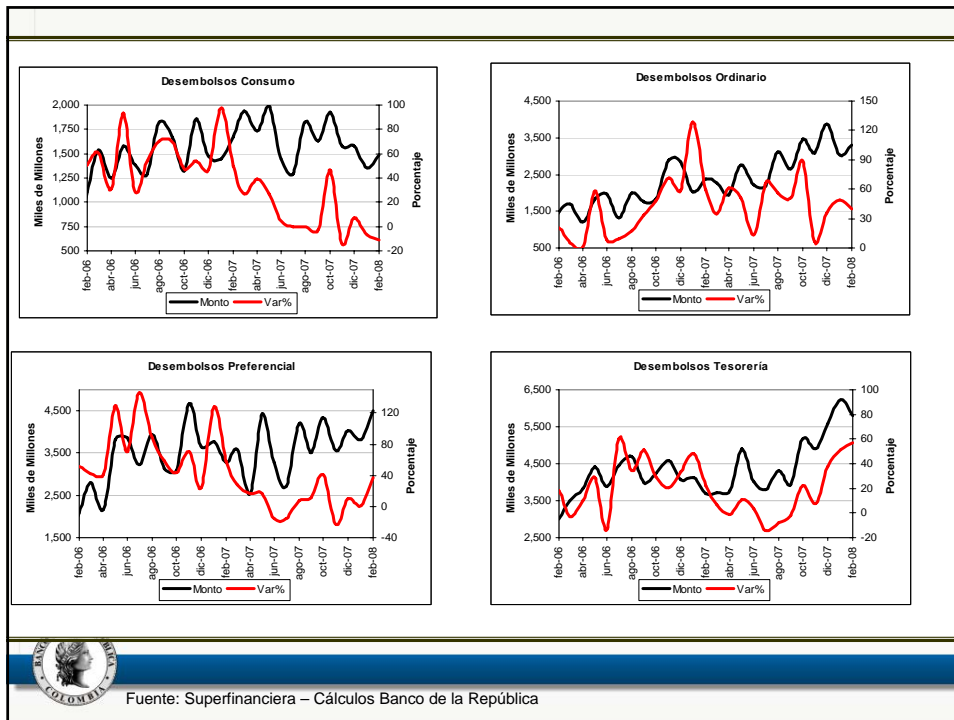 Desembolsos Consumo
Miles de Millones
2,000
1,750
1,500
1,250
1,000
750
500
100
80
60
40
20
0
-20
Porcentaje
feb-06
abr-06
jun-06
ago-06
oct-06
dic-06
feb-07
abr-07
jun-07
ago-07
oct-07
dic-07
feb-08
Monto Var%
Desembolsos Ordinario
Miles de Millones
4,500
3,500
2,500
1,500
500
150
120
90
60
30
0
Porcentaje
feb-06
abr-06
jun-06
ago-06
oct-06
dic-06
feb-07
abr-07
jun-07
ago-07
oct-07
dic-07
feb-08
Monto Var%
Desembolsos Preferencial
Miles de Millones
4,500
3,500
2,500
1,500
120
80
40
0
-40
Porcentaje
feb-06
abr-06
jun-06
ago-06
oct-06
dic-06
feb-07
abr-07
jun-07
ago-07
oct-07
dic-07
feb-08
Monto Var%
Desembolsos Tesorería
Miles de Millones
6,500
5,500
4,500
3,500
2,500
100
80
60
40
20
0
-20
Porcentaje
feb-06
abr-06
jun-06
ago-06
oct-06
dic-06
feb-07
abr-07
jun-07
ago-07
oct-07
dic-07
feb-08
Monto Var%
COLOMBIA
Fuente: Superfinanciera – Cálculos Banco de la República